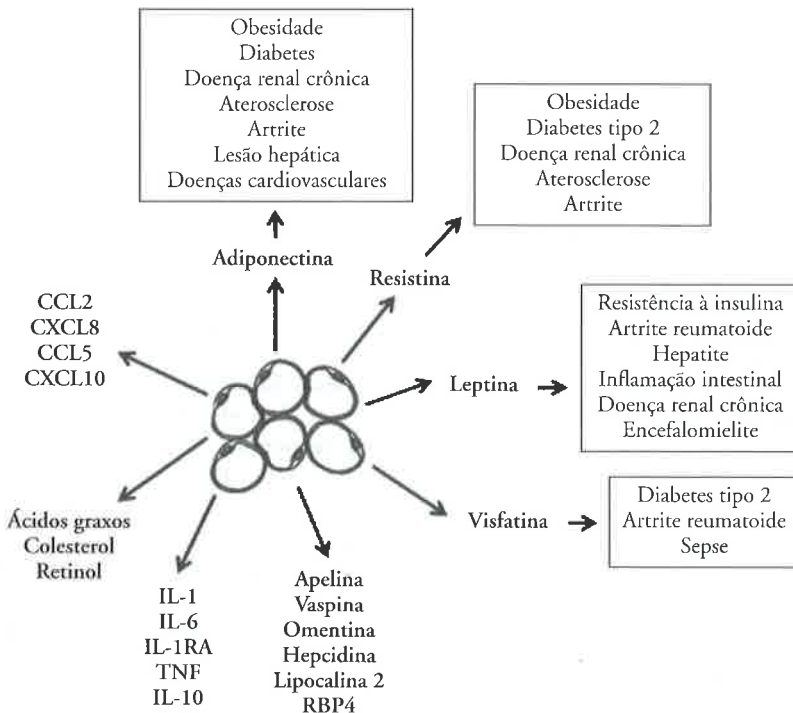 Obesidade
Diabetes
Doença renal crônica
Aterosclerose
Artrite
Lesão hepática
Doenças cardiovasculares
Adiponectina
Obesidade
Diabetes tipo 2
Doença renal crônica
Aterosclerose
Artrite
Resistina
CCL2
CXCL8
CCL5
CXCL10
Resistência à insulina
Artrite reumatoide
Hepatite
Inflamação intestinal
Doença renal crônica
Encefalomielite
Leptina
Diabetes tipo 2
Artrite reumatoide
Sepse
Visfatina
Ácidos graxos
Colesterol
Retinol
IL-1
IL-6
IL-1RA
TNF
IL-10
Apelina
Vaspina
Omentina
Hepcidina
Lipocalina 2
RBP4